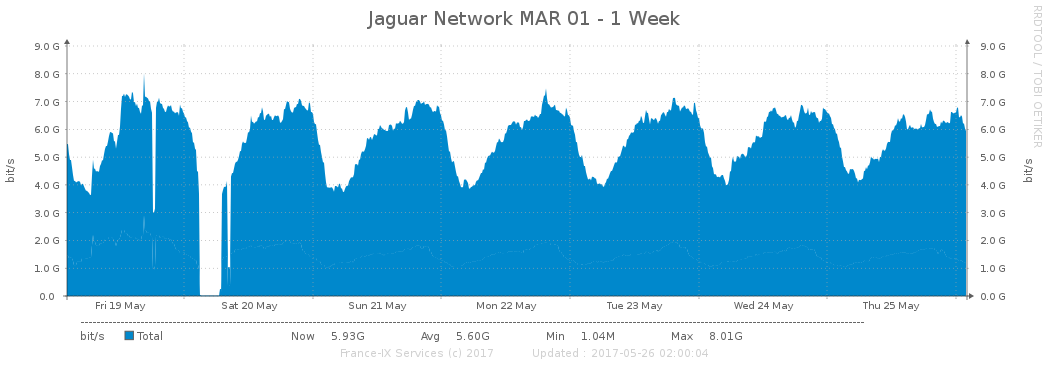 Jaguar Network MAR 01 - 1 Week
RRDTOOL / TOBI OETIKER
bit/s
9.0 G 9.0 G
8.0 G 8.0 G
7.0 G 7.0 G
6.0 G 6.0 G
5.0 G 5.0 G
4.0 G 4.0 G
3.0 G 3.0 G
2.0 G 2.0 G
1.0 G 1.0 G
0.0 0.0 G
bit/s
Fri 19 May Sat 20 May Sun 21 May Mon 22 May Tue 23 May Wed 24 May Thu 25 May
bit/s Total Now 5.93G Avg 5.60G Min 1.04M Max 8.01G
France-IX Services (c) 2017 Updated : 2017-05-26 02:00:04